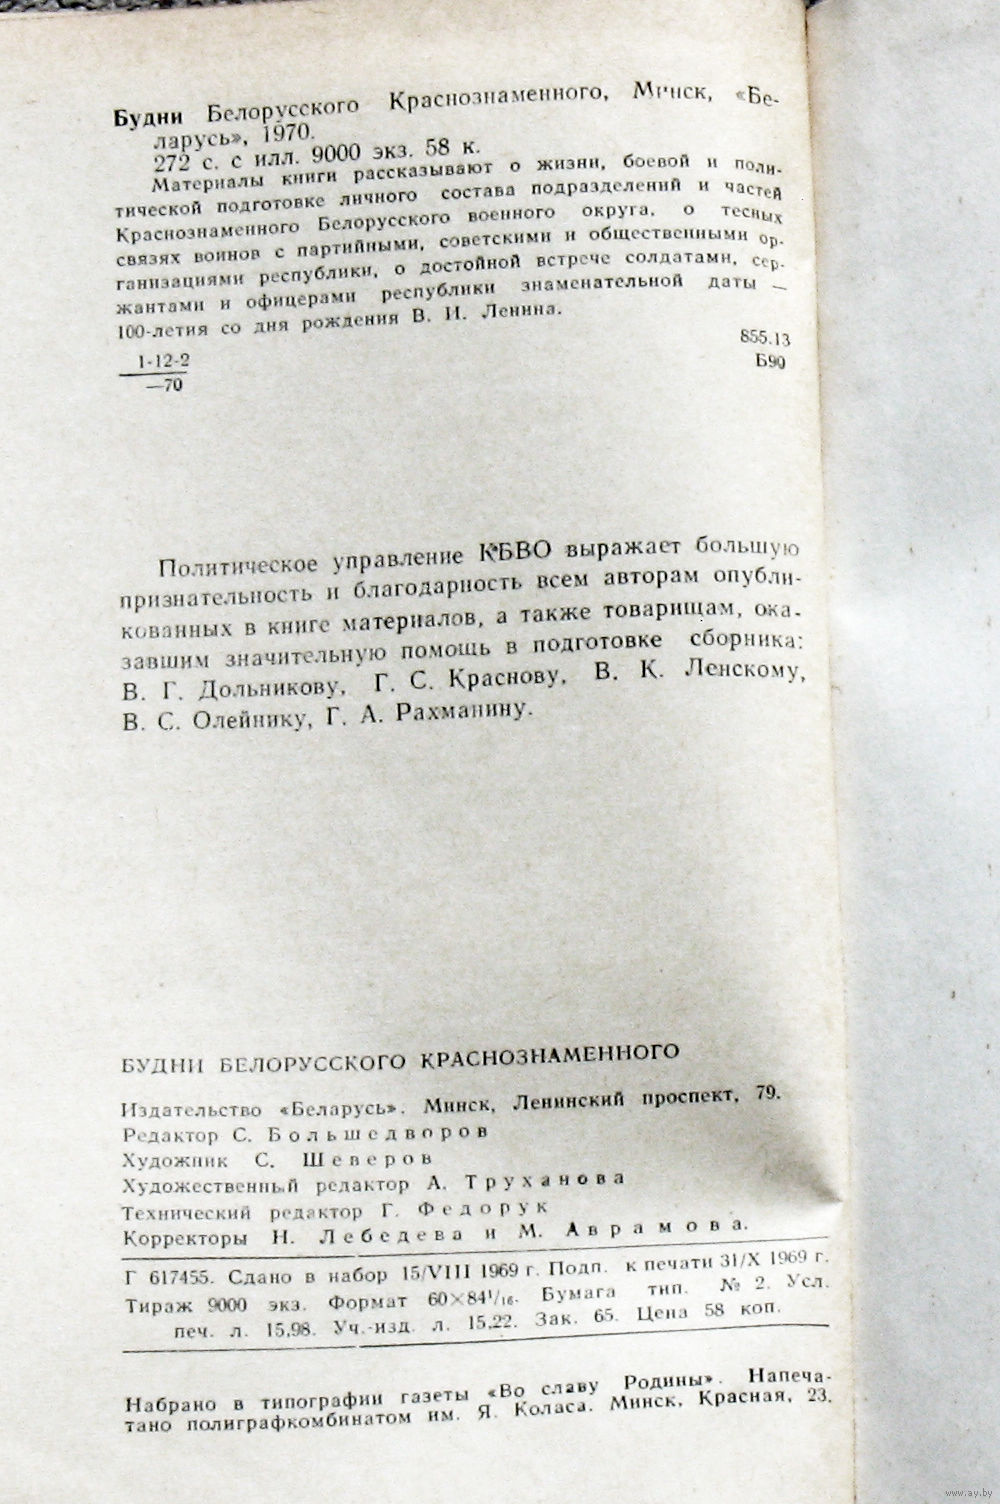 Будни Белорусского Краснознаменного, Минск, «Бе-
ларусь», 1970.
272 с. с илл. 9000 экз. 58 к.
Материалы книги рассказывают о жизни, боевой и поли-
тической подготовке личного состава подразделений и частей
Краснознаменного Белорусского военного округа, о тесных
связях воинов с партийными, советскими и общественными ор-
ганизациями республики, о достойной встрече солдатами, сер-
жантами и офицерами республики знаменательной даты —
100-летия со дня рождения В. И. Ленина.
1-12-2
—70
855.13
Б90
Политическое управление КБВО выражает большую
признательность и благодарность всем авторам опубли-
кованных в книге материалов, а также товарищам, ока-
завшим значительную помощь в подготовке сборника:
В. Г. Дольникову, Г. С. Краснову, В. К. Ленскому,
В. С. Олейнику, Г. А. Рахманину.
БУДНИ БЕЛОРУССКОГО КРАСНОЗНАМЕННОГО
Издательство «Беларусь». Минск, Ленинский проспект, 79.
Редактор С. Большедворов
Художник С. Шеверов
Художественный редактор А. Труханова
Технический редактор Г. Федорук
Корректоры Н. Лебедева и М. Аврамова.
Г 617455. Сдано в набор 15/VIII 1969 г. Подп. к печати 31/X 1969 г.
Тираж 9000 экз. Формат 60×84¹/₁₆. Бумага тип. № 2. Усл.
печ. л. 15,98. Уч.-изд. л. 15,22. Зак. 65. Цена 58 коп.
Набрано в типографии газеты «Во славу Родины». Напеча-
тано полиграфкомбинатом им. Я. Коласа. Минск, Красная, 23.
www.ay.by